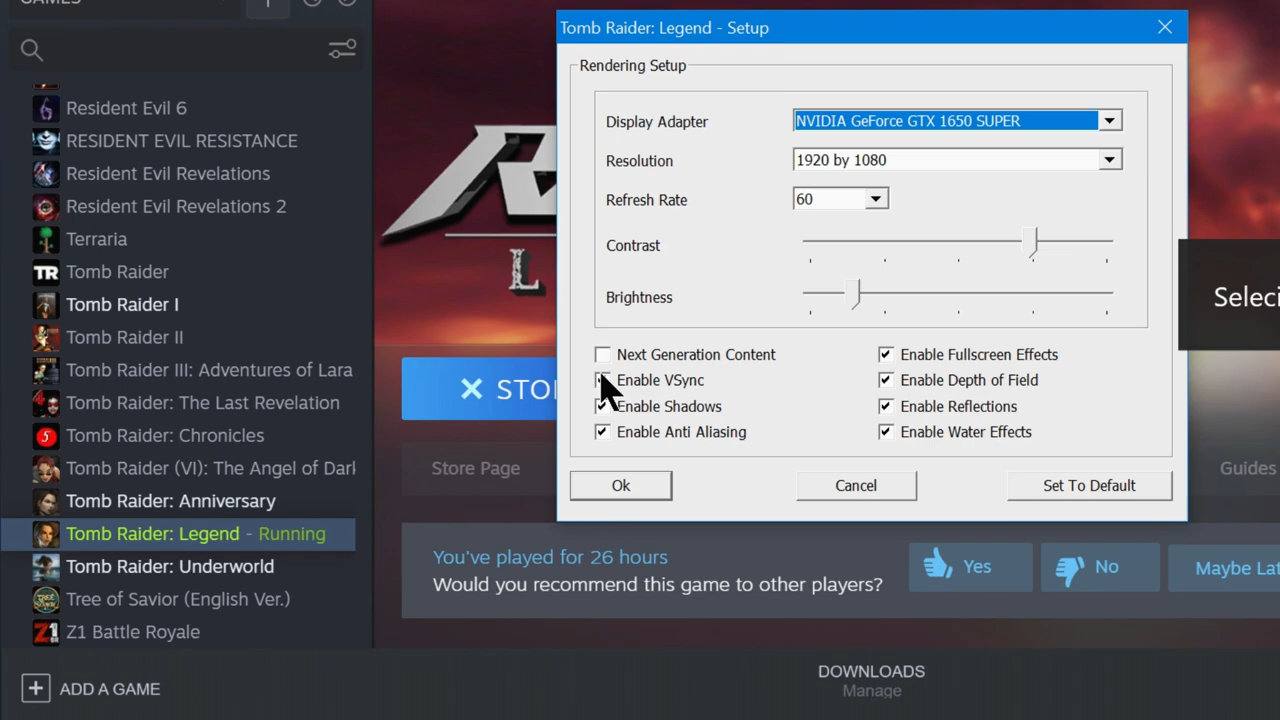 GAMES
Resident Evil 6
RESIDENT EVIL RESISTANCE
Resident Evil Revelations
Resident Evil Revelations 2
Terraria
TR Tomb Raider
Tomb Raider I
Tomb Raider II
Tomb Raider III: Adventures of Lara
Tomb Raider: The Last Revelation
5 Tomb Raider: Chronicles
Tomb Raider (VI): The Angel of Dark
Tomb Raider: Anniversary
Tomb Raider: Legend - Running
Tomb Raider: Underworld
Tree of Savior (English Ver.)
Z1 Z1 Battle Royale
ADD A GAME
Tomb Raider: Legend - Setup
Rendering Setup
Display Adapter NVIDIA GeForce GTX 1650 SUPER
Resolution 1920 by 1080
Refresh Rate 60
Contrast
Brightness
Next Generation Content Enable Fullscreen Effects
Enable VSync Enable Depth of Field
Enable Shadows Enable Reflections
Enable Anti Aliasing Enable Water Effects
Ok Cancel Set To Default
R
L
Selec
STO
Store Page Guides
You've played for 26 hours
Would you recommend this game to other players?
Yes No Maybe Lat
DOWNLOADS
Manage